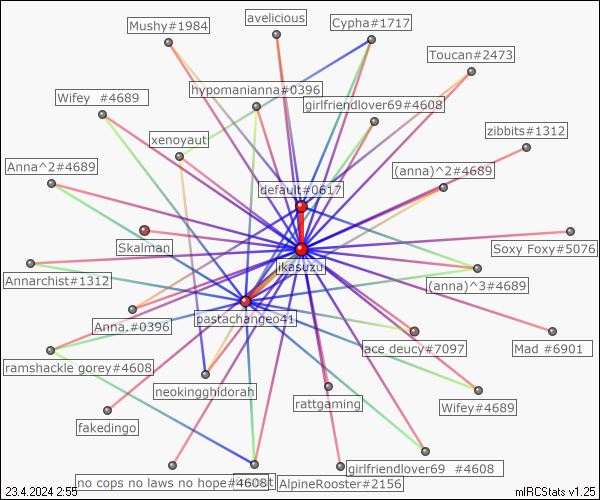 avelicious
Mushy#1984
Cypha#1717
Toucan#2473
hypomanianna#0396
Wifey  #4689
girlfriendlover69#4608
zibbits#1312
xenoyaut
Anna^2#4689
(anna)^2#4689
default#0617
Skalman
Soxy Foxy#5076
jikasuzu
Annarchist#1312
(anna)^3#4689
pastachangeo41
Anna.#0396
lace deucy#7097
Mad #6901
ramshackle gorey#4608
neokingghidorah
rattgaming
Wifey#4689
fakedingo
girlfriendlover69  #4608
no cops no laws no hope#4608
AlpineRooster#2156
23.4.2024 2:55
mIRCStats v1.25